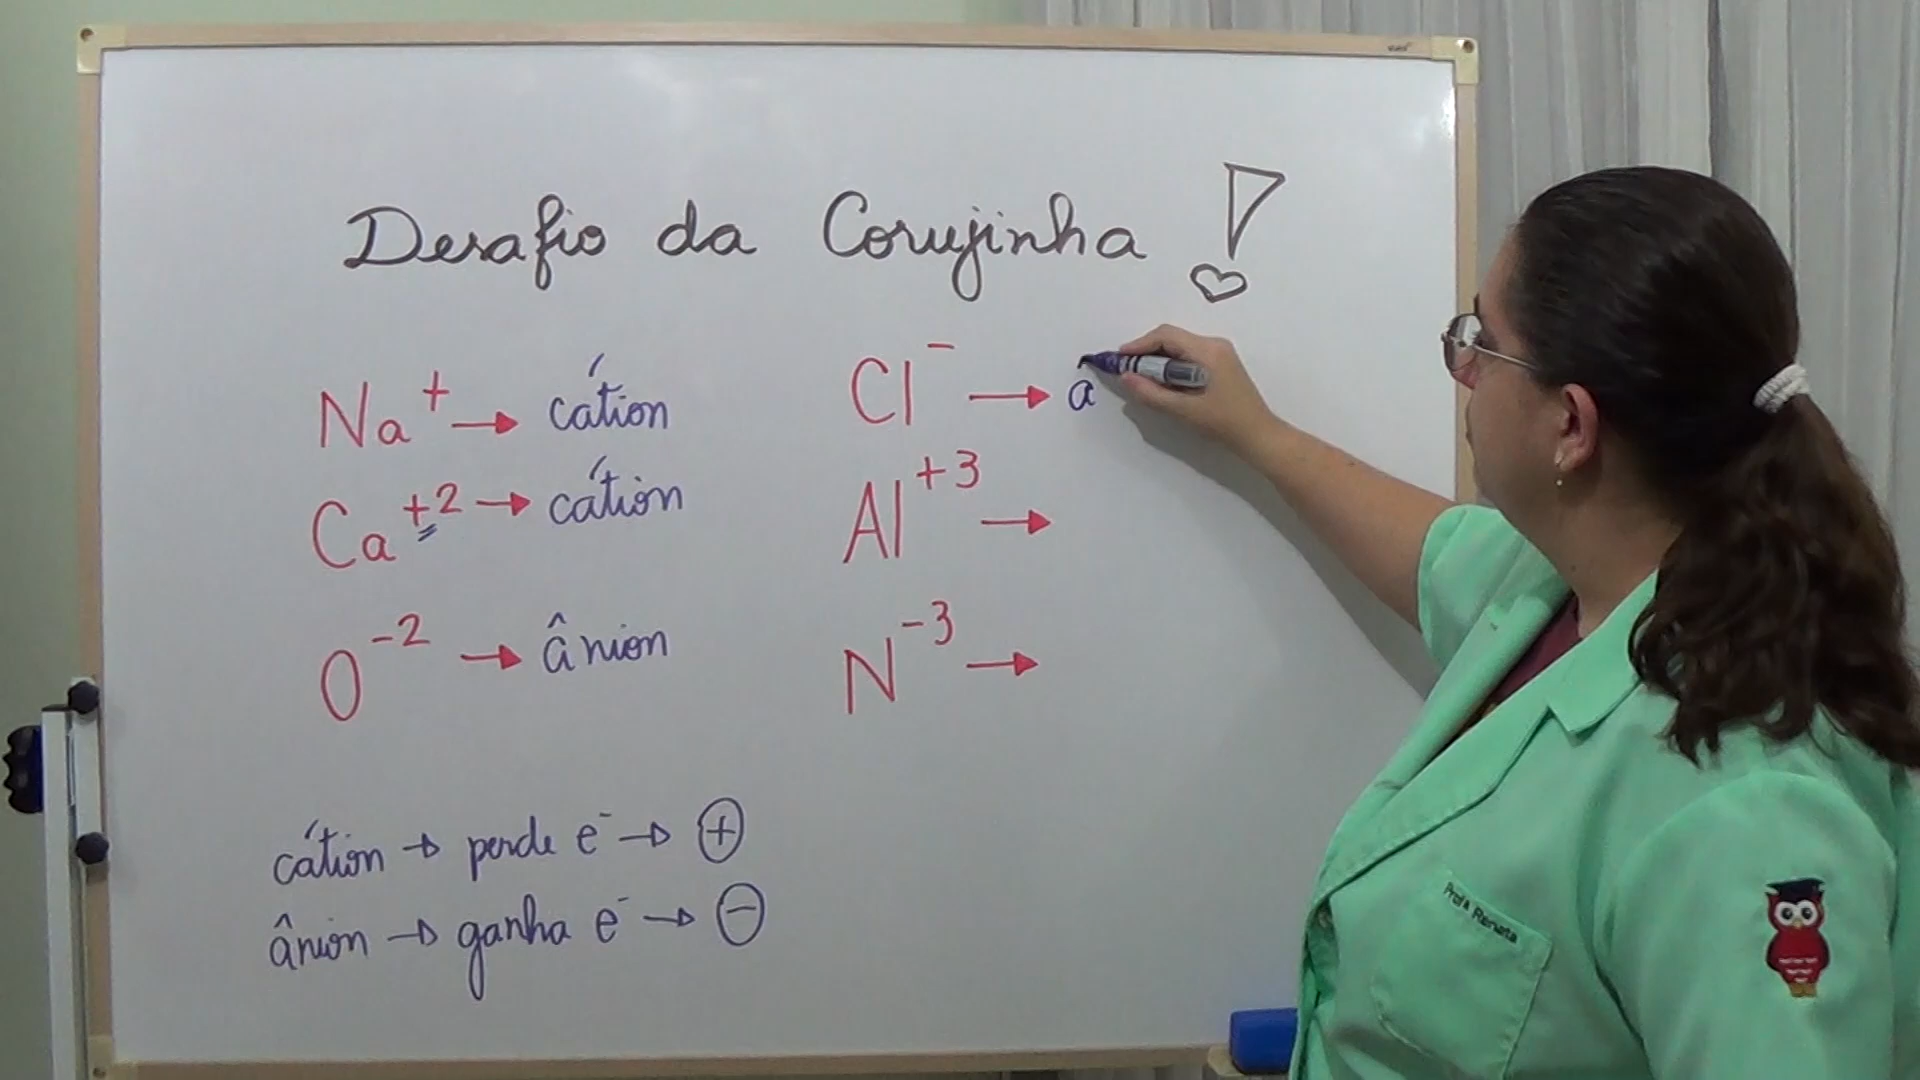 Desafio da Corujinha !
Na⁺ → cátion
Ca⁺² → cátion
O⁻² → ânion
Cl⁻ → a
Al⁺³ →
N⁻³ →
cátion → perde e⁻ → ⊕
ânion → ganha e⁻ → ⊖
Profª Renata